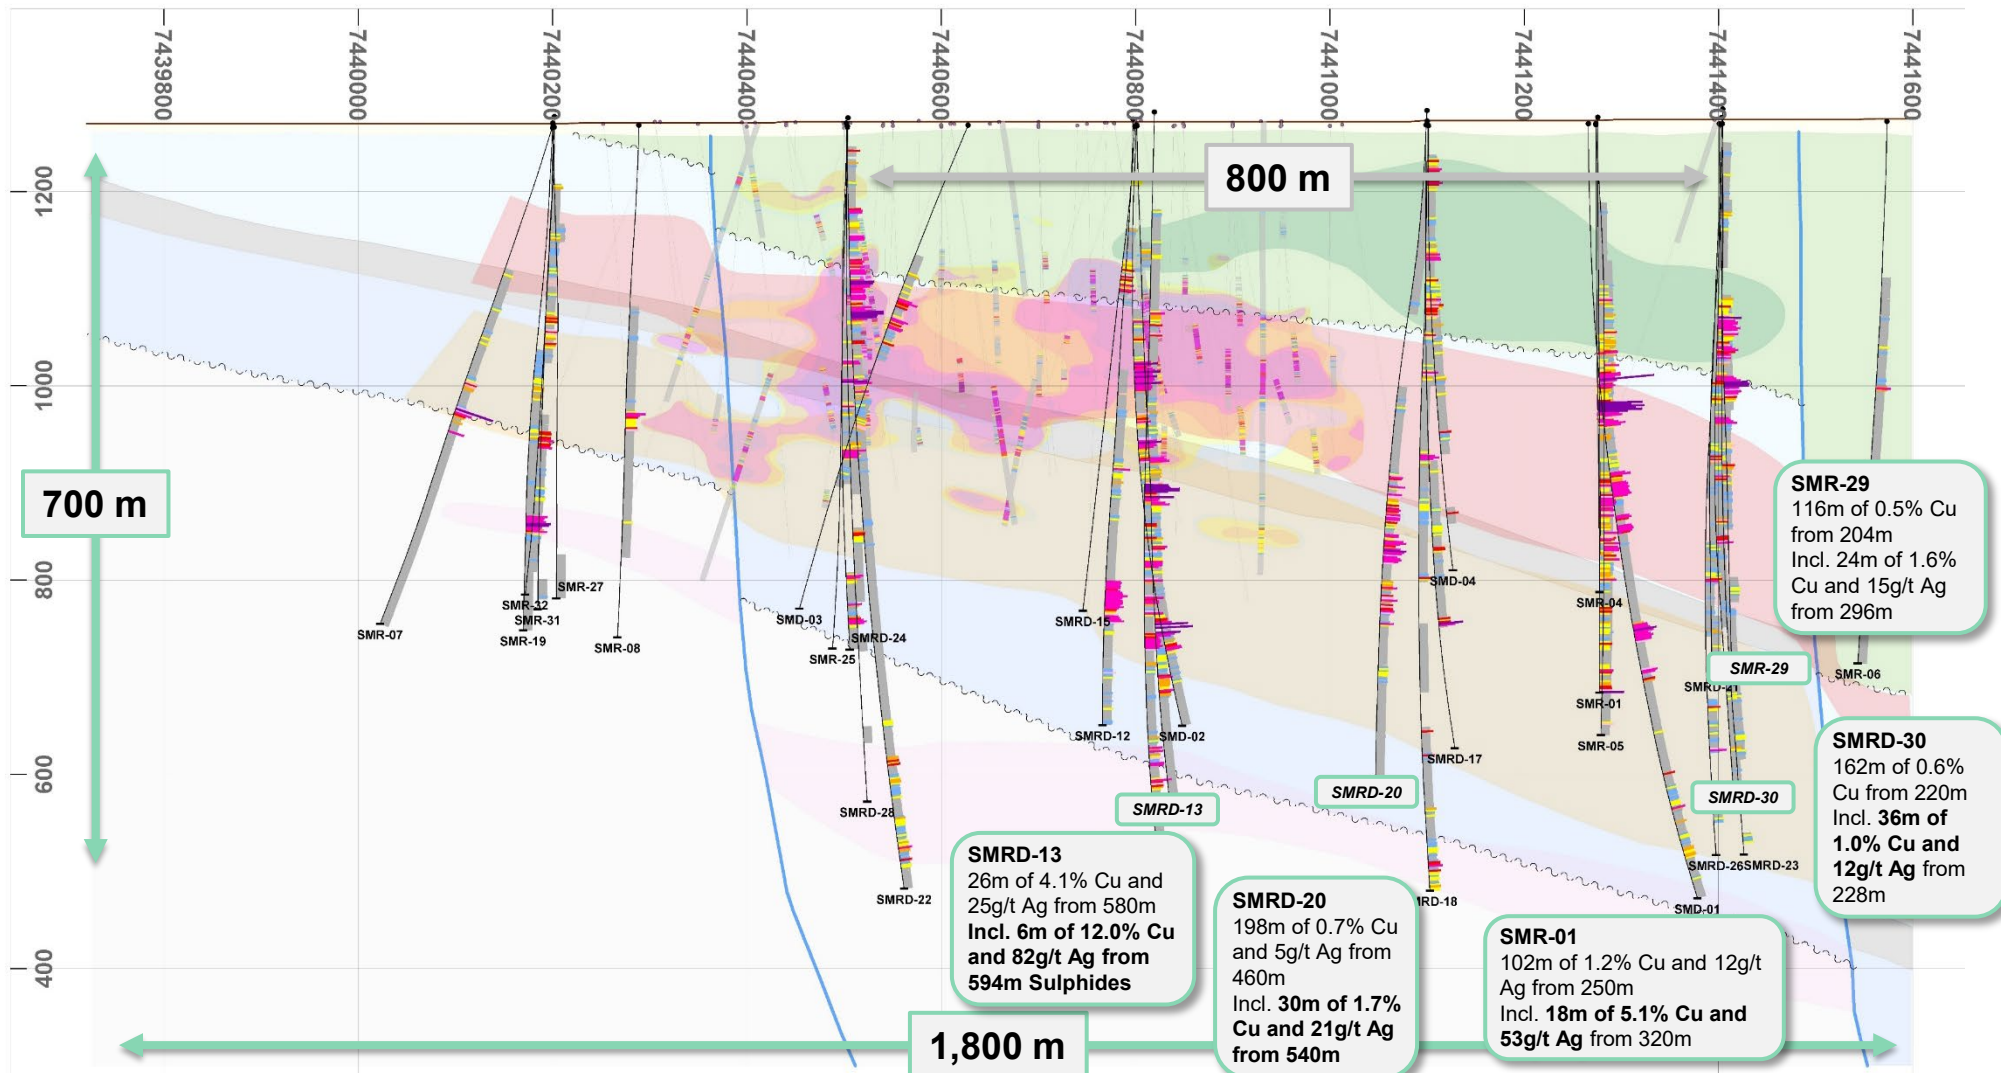 7439800
7440000
7440200
7440400
7440600
7440800
7441000
7441200
7441400
7441600
1200
1000
800
600
400
800 m
700 m
1,800 m
SMR-07
SMR-32
SMR-31
SMR-19
SMR-27
SMR-08
SMD-03
SMR-25
SMRD-24
SMRD-28
SMRD-22
SMRD-15
SMRD-12
SMD-02
SMRD-13
SMRD-20
SMD-04
SMRD-17
RD-18
SMR-04
SMR-01
SMR-05
SMD-01
SMRD-21
SMR-29
SMRD-30
SMRD-26
SMRD-23
SMR-06
SMR-29
116m of 0.5% Cu
from 204m
Incl. 24m of 1.6%
Cu and 15g/t Ag
from 296m
SMRD-30
162m of 0.6%
Cu from 220m
Incl. 36m of
1.0% Cu and
12g/t Ag from
228m
SMRD-13
26m of 4.1% Cu and
25g/t Ag from 580m
Incl. 6m of 12.0% Cu
and 82g/t Ag from
594m Sulphides
SMRD-20
198m of 0.7% Cu
and 5g/t Ag from
460m
Incl. 30m of 1.7%
Cu and 21g/t Ag
from 540m
SMR-01
102m of 1.2% Cu and 12g/t
Ag from 250m
Incl. 18m of 5.1% Cu and
53g/t Ag from 320m